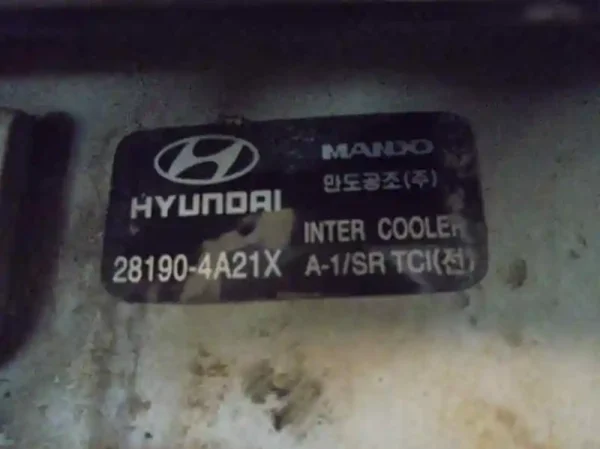 HYUNDAI
28190-4A21X
MANDO
만도공조(주)
INTER COOLER
A-1/SR TCI(전)